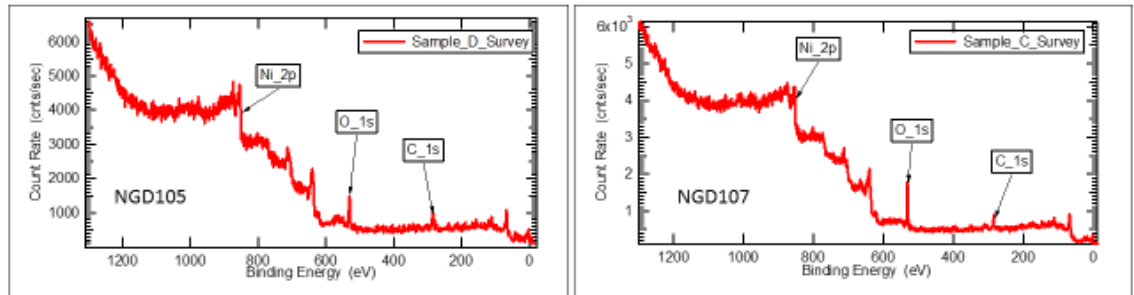 6000
5000
4000
3000
2000
1000
Count Rate (cnts/sec)
Sample_D_Survey
Ni_2p
O_1s
C_1s
NGD105
1200 1000 800 600 400 200 0
Binding Energy (eV)
6x10³
5
4
3
2
1
Count Rate (cnts/sec)
Sample_C_Survey
Ni_2p
O_1s
C_1s
NGD107
1200 1000 800 600 400 200 0
Binding Energy (eV)